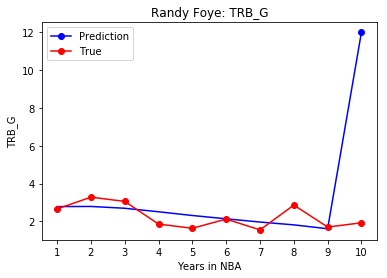 Randy Foye: TRB_G
Prediction
True
12
10
8
6
4
2
TRB_G
1 2 3 4 5 6 7 8 9 10
Years in NBA